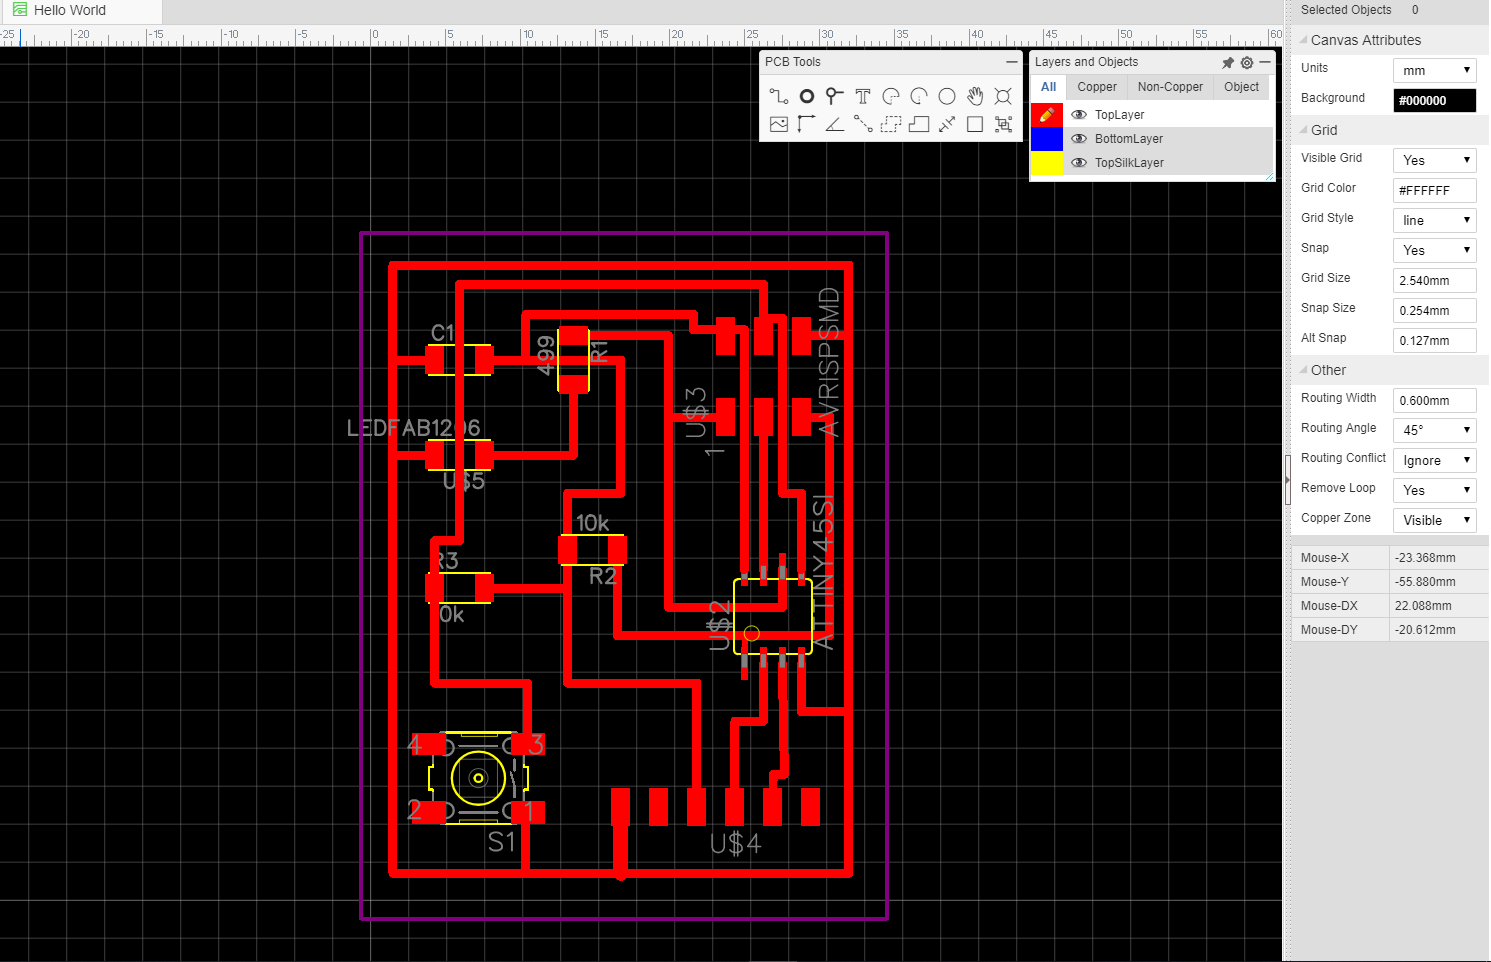 Hello World
-25 -20 -15 -10 -5 0 5 10 15 20 25 30 35 40 45 50 55 60
PCB Tools
Layers and Objects
All Copper Non-Copper Object
TopLayer
BottomLayer
TopSilkLayer
C1
499
R1
AVRISPSMD
U$3
1
LEDFAB1206
U$5
10k
R2
R3
0k
ATTINY45SI
U$2
4
3
2
1
S1
U$4
Selected Objects 0
Canvas Attributes
Units mm
Background #000000
Grid
Visible Grid Yes
Grid Color #FFFFFF
Grid Style line
Snap Yes
Grid Size 2.540mm
Snap Size 0.254mm
Alt Snap 0.127mm
Other
Routing Width 0.600mm
Routing Angle 45°
Routing Conflict Ignore
Remove Loop Yes
Copper Zone Visible
Mouse-X -23.368mm
Mouse-Y -55.880mm
Mouse-DX 22.088mm
Mouse-DY -20.612mm